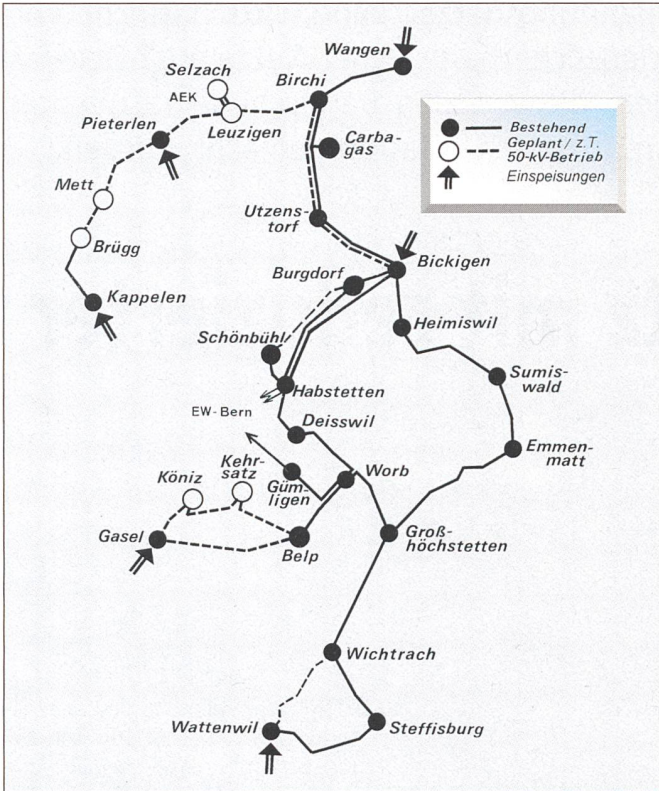 Wangen
Selzach
Birchi
AEK
Leuzigen
Pieterlen
Carba-
gas
Bestehend
Geplant / z.T.
50-kV-Betrieb
Einspeisungen
Mett
Utzens-
torf
Brügg
Bickigen
Burgdorf
Kappelen
Heimiswil
Schönbühl
Sumis-
wald
Habstetten
EW-Bern
Deisswil
Emmen-
matt
Kehr-
satz
Worb
Köniz
Güm-
ligen
Gasel
Belp
Groß-
höchstetten
Wichtrach
Wattenwil
Steffisburg